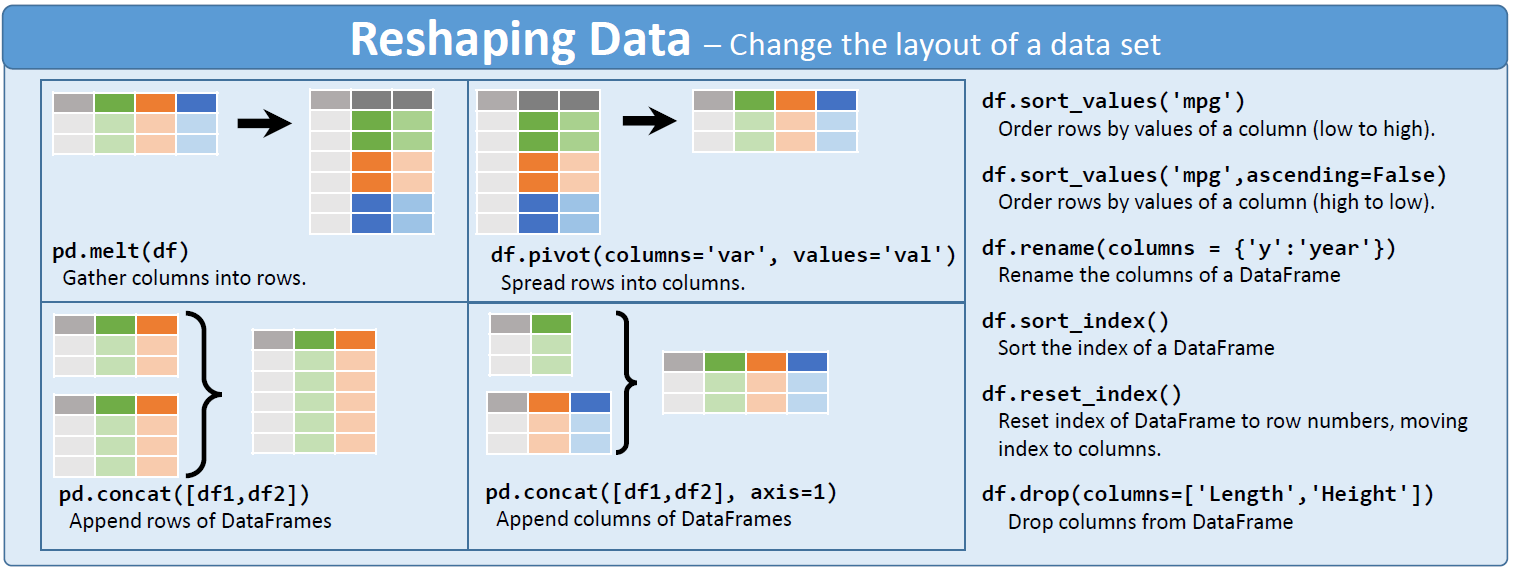 Reshaping Data – Change the layout of a data set
pd.melt(df)
Gather columns into rows.
df.pivot(columns='var', values='val')
Spread rows into columns.
pd.concat([df1,df2])
Append rows of DataFrames
pd.concat([df1,df2], axis=1)
Append columns of DataFrames
df.sort_values('mpg')
Order rows by values of a column (low to high).
df.sort_values('mpg',ascending=False)
Order rows by values of a column (high to low).
df.rename(columns = {'y':'year'})
Rename the columns of a DataFrame
df.sort_index()
Sort the index of a DataFrame
df.reset_index()
Reset index of DataFrame to row numbers, moving
index to columns.
df.drop(columns=['Length','Height'])
Drop columns from DataFrame